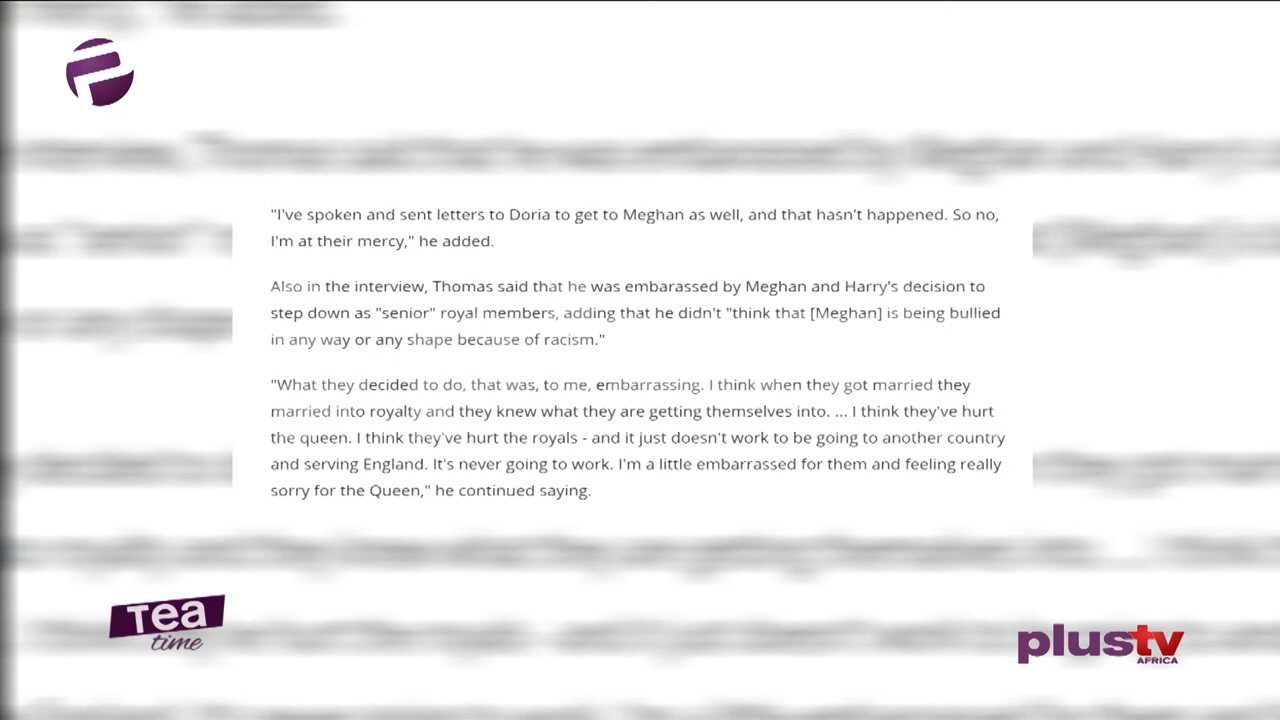 "I've spoken and sent letters to Doria to get to Meghan as well, and that hasn't happened. So no,
I'm at their mercy," he added.
Also in the interview, Thomas said that he was embarassed by Meghan and Harry's decision to
step down as "senior" royal members, adding that he didn't "think that [Meghan] is being bullied
in any way or any shape because of racism."
"What they decided to do, that was, to me, embarrassing. I think when they got married they
married into royalty and they knew what they are getting themselves into. ... I think they've hurt
the queen. I think they've hurt the royals - and it just doesn't work to be going to another country
and serving England. It's never going to work. I'm a little embarrassed for them and feeling really
sorry for the Queen," he continued saying.
Tea
time
plustv
AFRICA